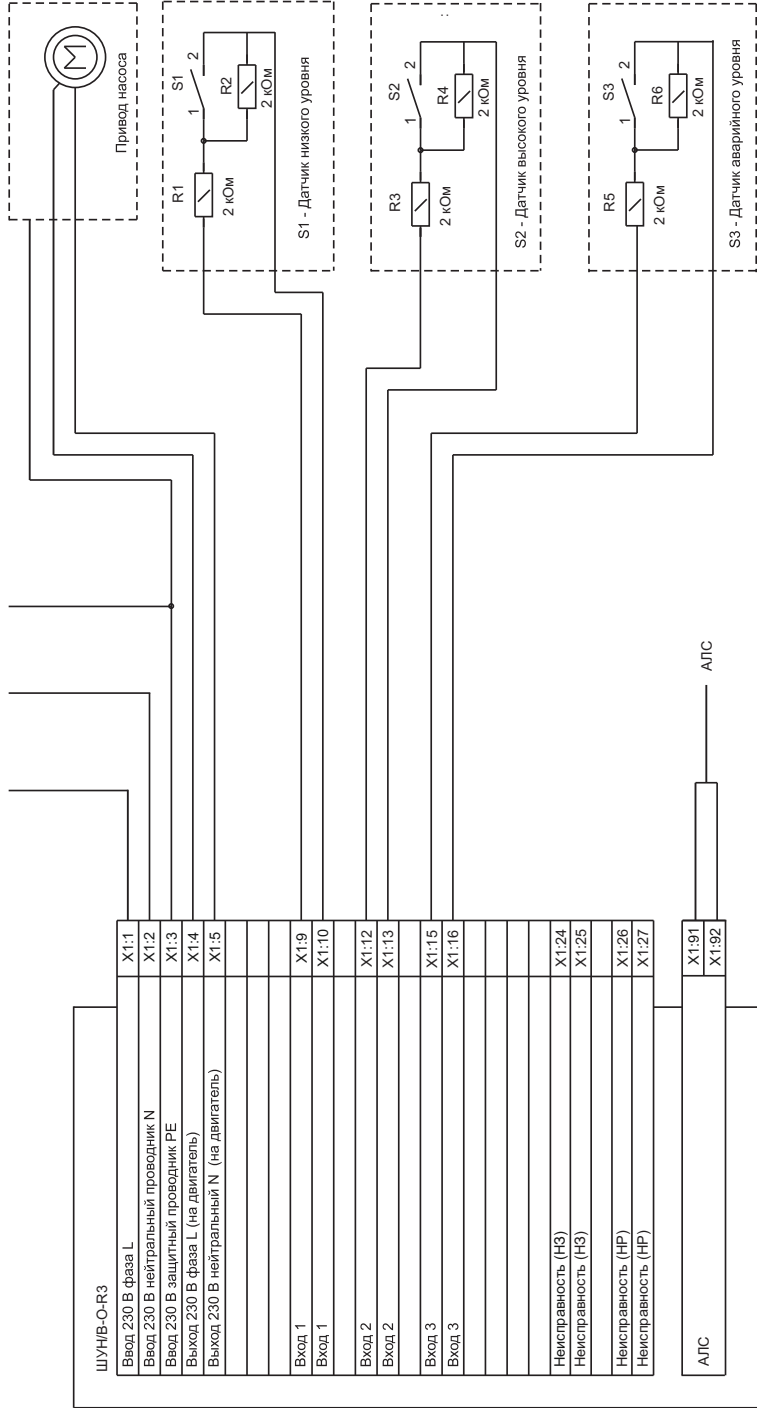 ШУН/В-О-R3
Ввод 230 В фаза L X1:1
Ввод 230 В нейтральный проводник N X1:2
Ввод 230 В защитный проводник PE X1:3
Выход 230 В фаза L (на двигатель) X1:4
Выход 230 В нейтральный N (на двигатель) X1:5
Вход 1 X1:9
Вход 1 X1:10
Вход 2 X1:12
Вход 2 X1:13
Вход 3 X1:15
Вход 3 X1:16
Неисправность (НЗ) X1:24
Неисправность (НЗ) X1:25
Неисправность (НР) X1:26
Неисправность (НР) X1:27
АЛС X1:91
X1:92
АЛС
M
Привод насоса
S1
1 2
R1
2 кОм
R2
2 кОм
S1 - Датчик низкого уровня
S2
1 2
R3
2 кОм
R4
2 кОм
S2 - Датчик высокого уровня
S3
1 2
R5
2 кОм
R6
2 кОм
S3 - Датчик аварийного уровня